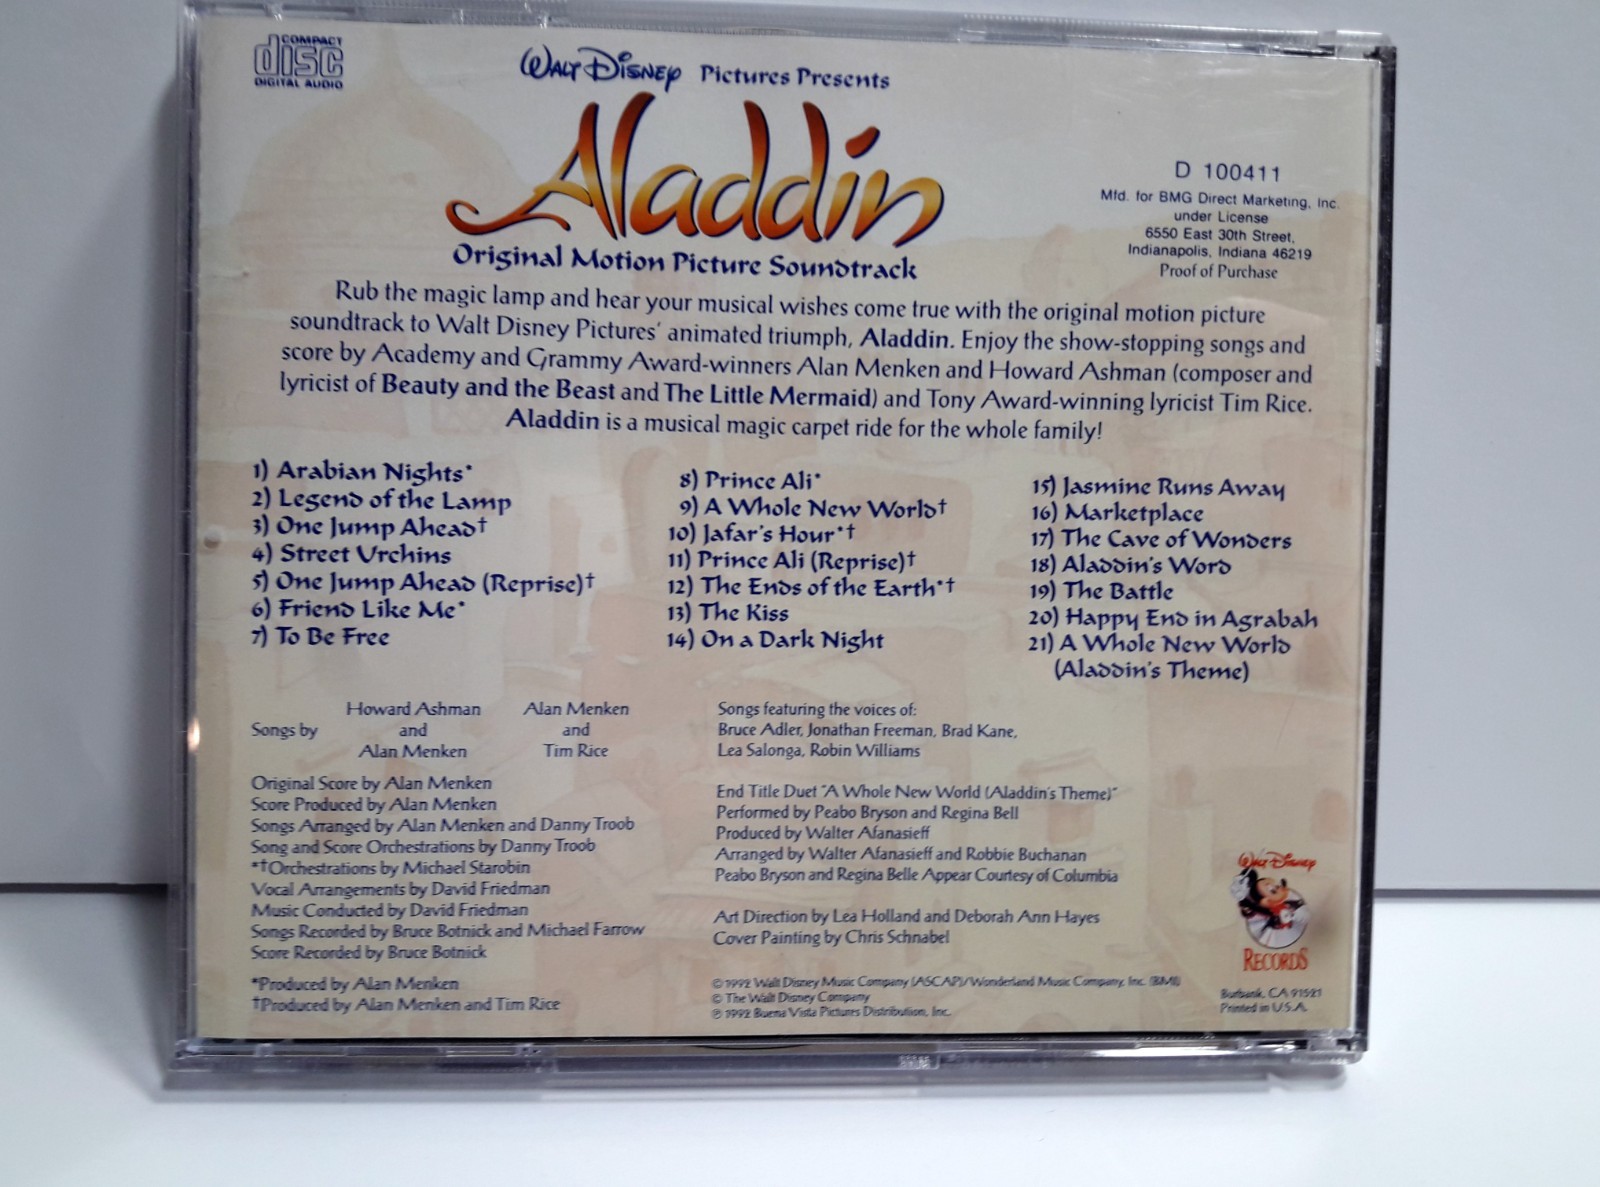 COMPACT
disc
DIGITAL AUDIO
Walt Disney Pictures Presents
Aladdin
Original Motion Picture Soundtrack
D 100411
Mfd. for BMG Direct Marketing, Inc.
under License
6550 East 30th Street,
Indianapolis, Indiana 46219
Proof of Purchase
Rub the magic lamp and hear your musical wishes come true with the original motion picture
soundtrack to Walt Disney Pictures' animated triumph, Aladdin. Enjoy the show-stopping songs and
score by Academy and Grammy Award-winners Alan Menken and Howard Ashman (composer and
lyricist of Beauty and the Beast and The Little Mermaid) and Tony Award-winning lyricist Tim Rice.
Aladdin is a musical magic carpet ride for the whole family!
1) Arabian Nights*
2) Legend of the Lamp
3) One Jump Ahead†
4) Street Urchins
5) One Jump Ahead (Reprise)†
6) Friend Like Me*
7) To Be Free
8) Prince Ali*
9) A Whole New World†
10) Jafar's Hour*†
11) Prince Ali (Reprise)†
12) The Ends of the Earth*†
13) The Kiss
14) On a Dark Night
15) Jasmine Runs Away
16) Marketplace
17) The Cave of Wonders
18) Aladdin's Word
19) The Battle
20) Happy End in Agrabah
21) A Whole New World
(Aladdin's Theme)
Songs by
Howard Ashman
and
Alan Menken
Alan Menken
and
Tim Rice
Original Score by Alan Menken
Score Produced by Alan Menken
Songs Arranged by Alan Menken and Danny Troob
Song and Score Orchestrations by Danny Troob
*†Orchestrations by Michael Starobin
Vocal Arrangements by David Friedman
Music Conducted by David Friedman
Songs Recorded by Bruce Botnick and Michael Farrow
Score Recorded by Bruce Botnick
*Produced by Alan Menken
†Produced by Alan Menken and Tim Rice
Songs featuring the voices of:
Bruce Adler, Jonathan Freeman, Brad Kane,
Lea Salonga, Robin Williams
End Title Duet "A Whole New World (Aladdin's Theme)"
Performed by Peabo Bryson and Regina Bell
Produced by Walter Afanasieff
Arranged by Walter Afanasieff and Robbie Buchanan
Peabo Bryson and Regina Belle Appear Courtesy of Columbia
Art Direction by Lea Holland and Deborah Ann Hayes
Cover Painting by Chris Schnabel
© 1992 Walt Disney Music Company (ASCAP)/Wonderland Music Company, Inc. (BMI)
© The Walt Disney Company
℗ 1992 Buena Vista Pictures Distribution, Inc.
Walt Disney
RECORDS
Burbank, CA 91521
Printed in U.S.A.